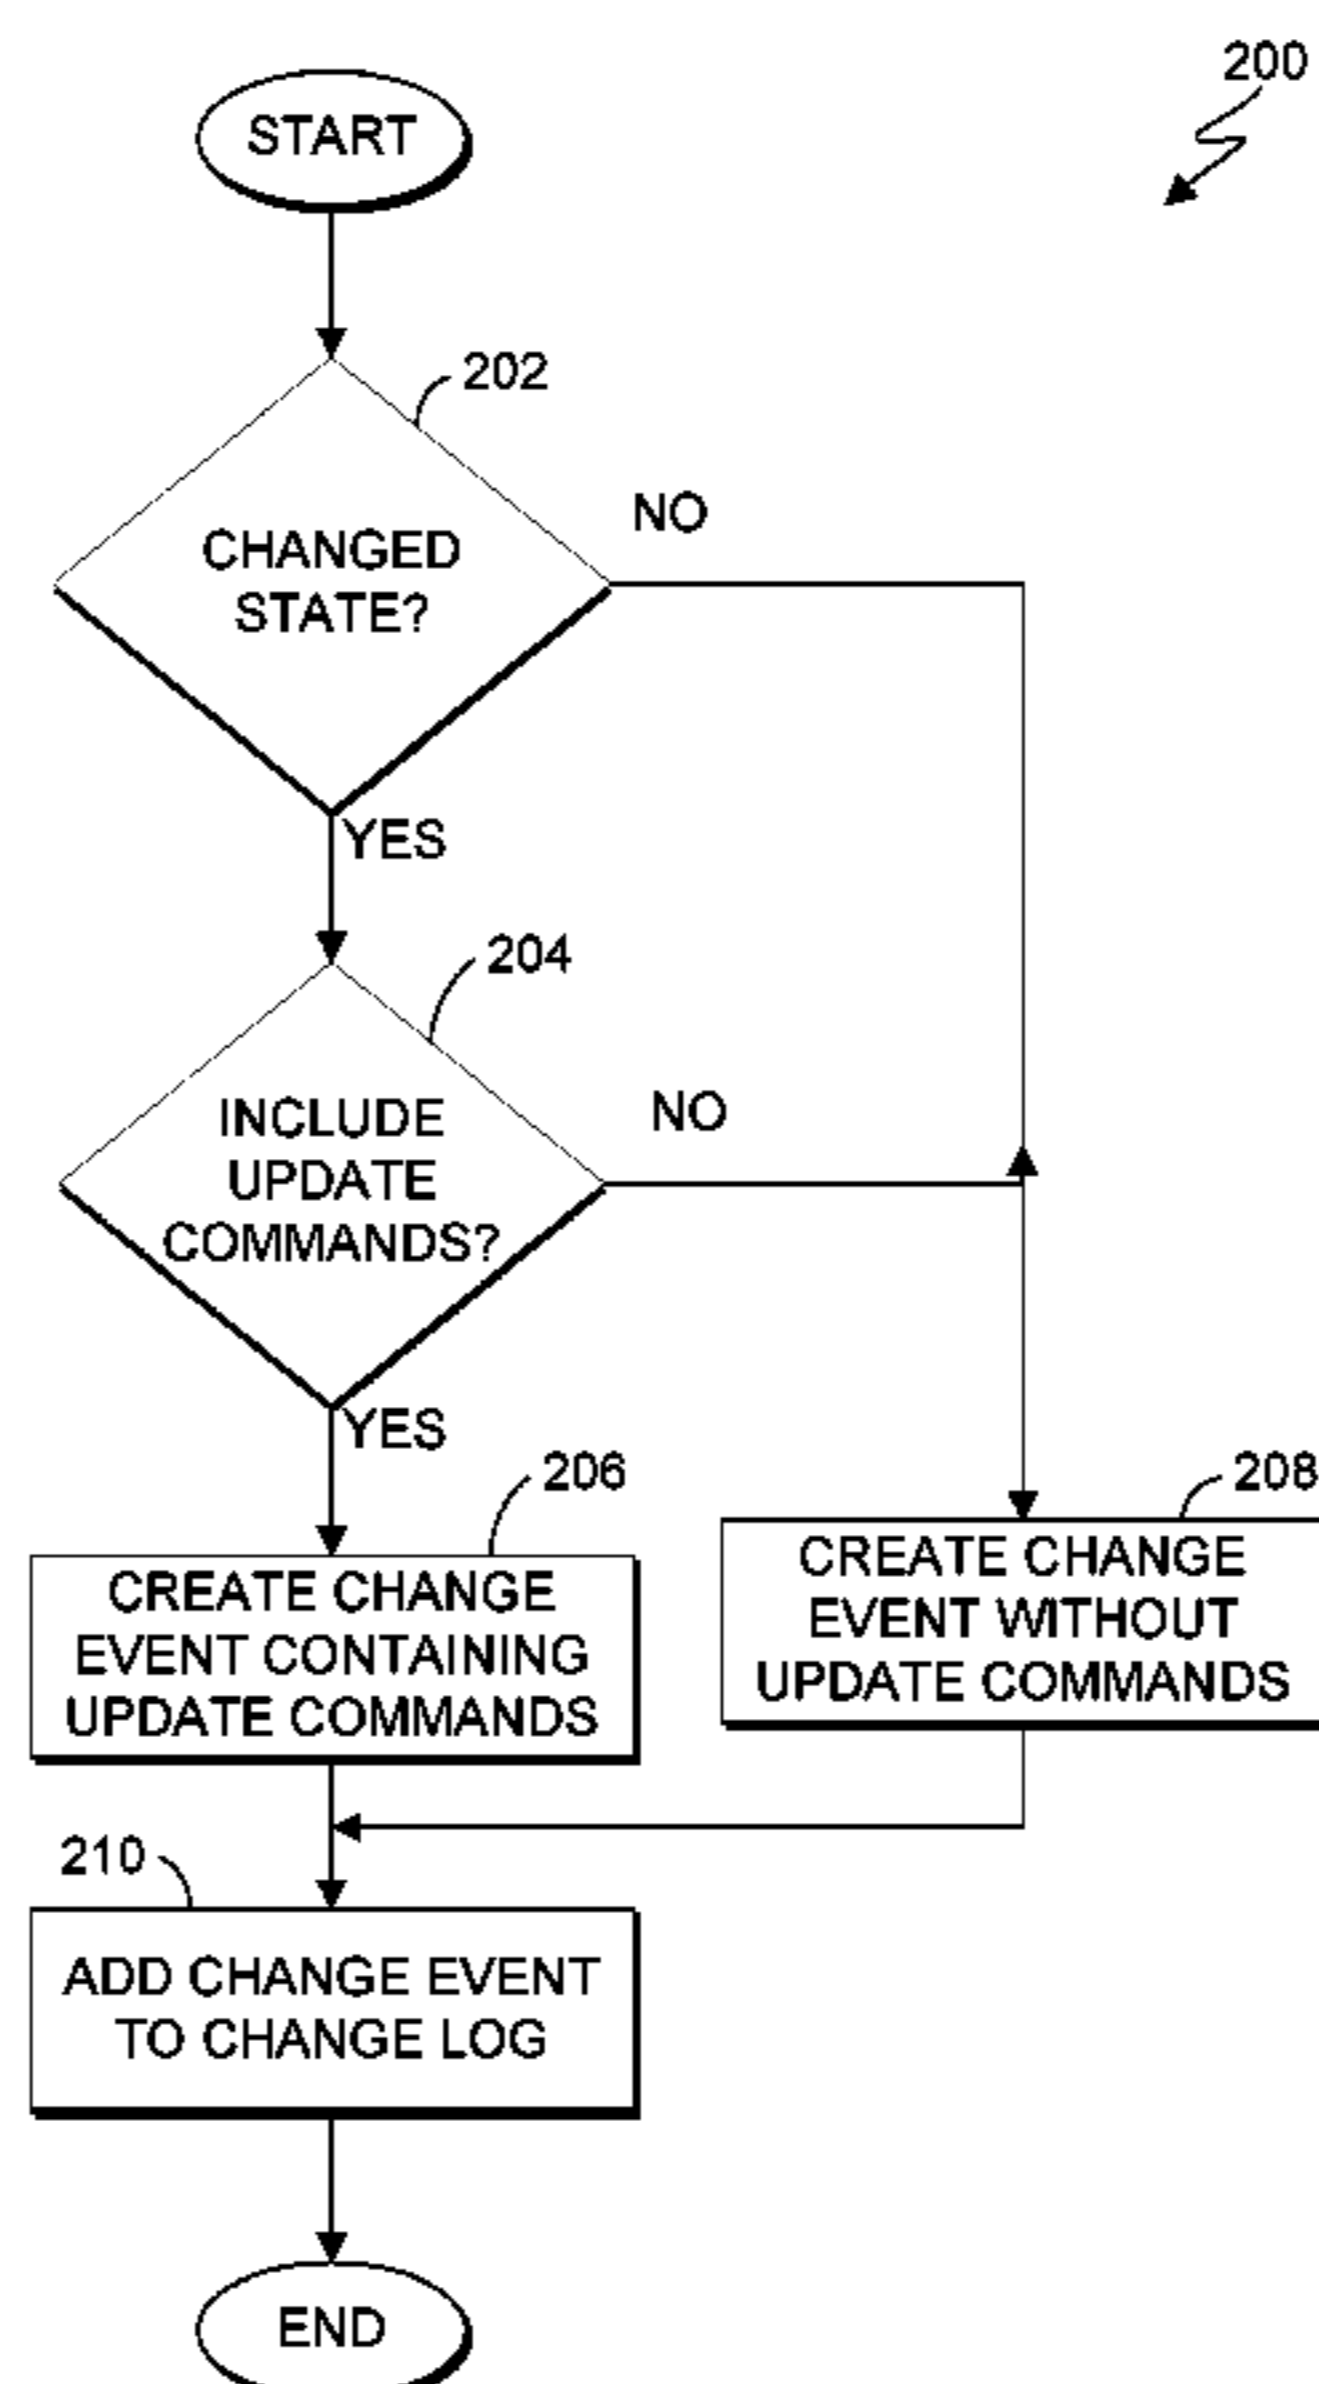 200
START
202
CHANGED
STATE?
NO
YES
204
INCLUDE
UPDATE
COMMANDS?
NO
YES
206
CREATE CHANGE
EVENT CONTAINING
UPDATE COMMANDS
208
CREATE CHANGE
EVENT WITHOUT
UPDATE COMMANDS
210
ADD CHANGE EVENT
TO CHANGE LOG
END